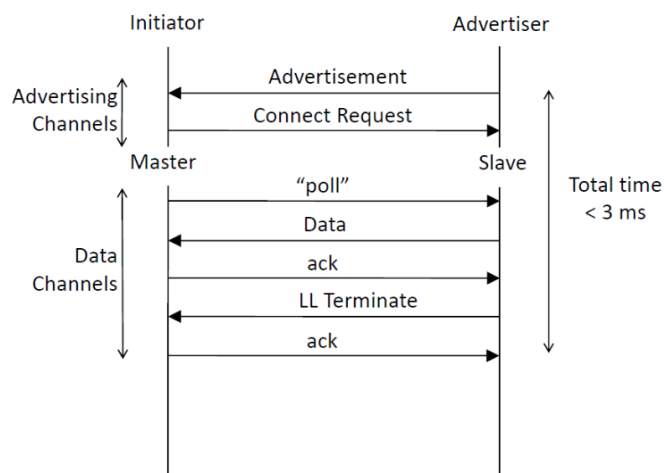 Initiator
Advertiser
Advertisement
Advertising
Channels
Connect Request
Master
Slave
“poll”
Total time
< 3 ms
Data
Data
Channels
ack
LL Terminate
ack